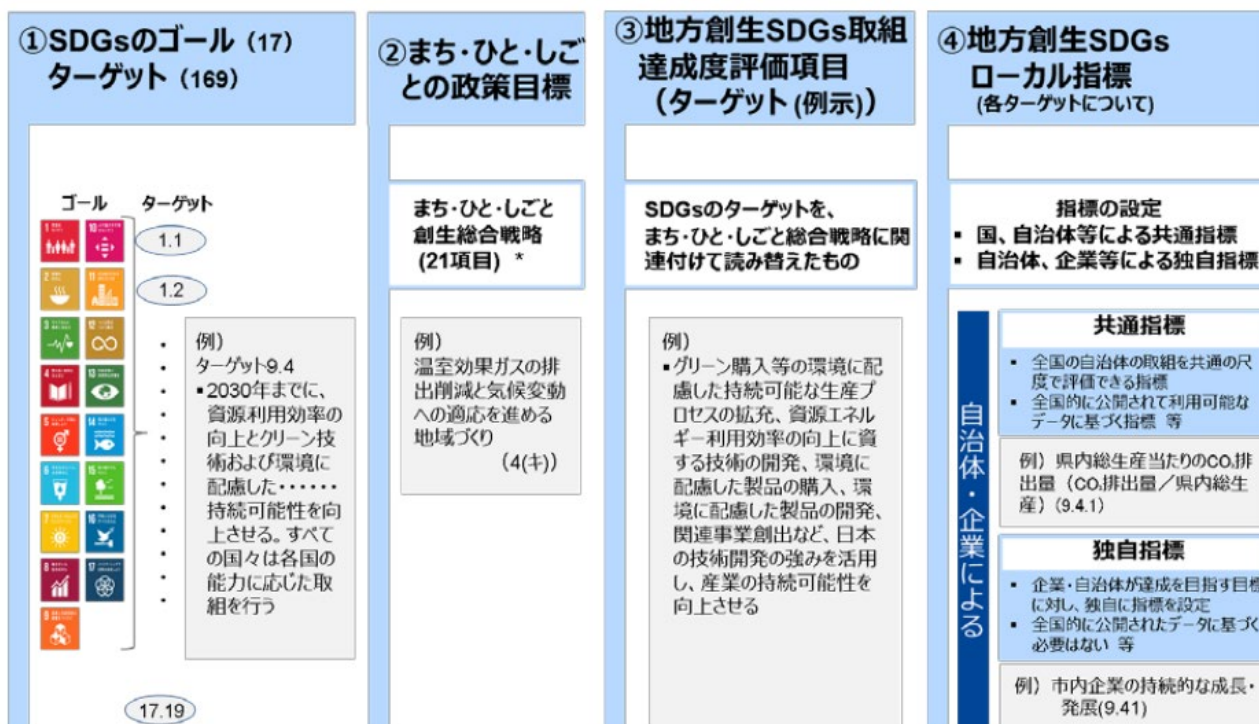 ①SDGsのゴール（17）
ターゲット（169）
ゴール
ターゲット
1.1
1.2
例）
ターゲット9.4
▪2030年までに、
資源利用効率の
向上とクリーン技
術および環境に
配慮した・・・・・・
持続可能性を向
上させる。すべて
の国々は各国の
能力に応じた取
組を行う
17.19
②まち・ひと・しご
との政策目標
まち・ひと・しごと
創生総合戦略
(21項目) *
例）
温室効果ガスの排
出削減と気候変動
への適応を進める
地域づくり
（4(キ)）
③地方創生SDGs取組
達成度評価項目
（ターゲット(例示)）
SDGsのターゲットを、
まち・ひと・しごと総合戦略に関
連付けて読み替えたもの
例）
▪グリーン購入等の環境に配
慮した持続可能な生産プ
ロセスの拡充、資源エネル
ギー利用効率の向上に資
する技術の開発、環境に
配慮した製品の購入、環
境に配慮した製品の開発、
関連事業創出など、日本
の技術開発の強みを活用
し、産業の持続可能性を
向上させる
④地方創生SDGs
ローカル指標
(各ターゲットについて)
指標の設定
▪ 国、自治体等による共通指標
▪ 自治体、企業等による独自指標
自治体・企業による
共通指標
▪ 全国の自治体の取組を共通の尺
度で評価できる指標
▪ 全国的に公開されて利用可能な
データに基づく指標 等
例）県内総生産当たりのCO₂排
出量（CO₂排出量／県内総生
産）(9.4.1)
独自指標
▪ 企業・自治体が達成を目指す目標
に対し、独自に指標を設定
▪ 全国的に公開されたデータに基づく
必要はない 等
例）市内企業の持続的な成長・
発展(9.41)